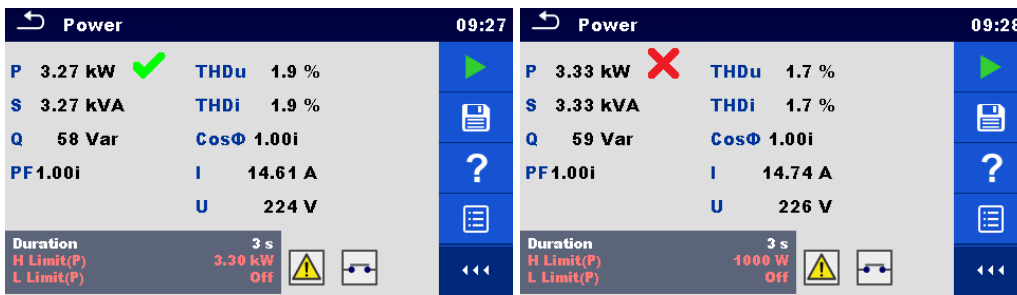 Power 09:27
P 3.27 kW THDu 1.9 %
S 3.27 kVA THDi 1.9 %
Q 58 Var CosΦ 1.00i
PF1.00i I 14.61 A
U 224 V
Duration 3 s
H Limit(P) 3.30 kW
L Limit(P) Off
?
Power 09:28
P 3.33 kW THDu 1.7 %
S 3.33 kVA THDi 1.7 %
Q 59 Var CosΦ 1.00i
PF1.00i I 14.74 A
U 226 V
Duration 3 s
H Limit(P) 1000 W
L Limit(P) Off
?